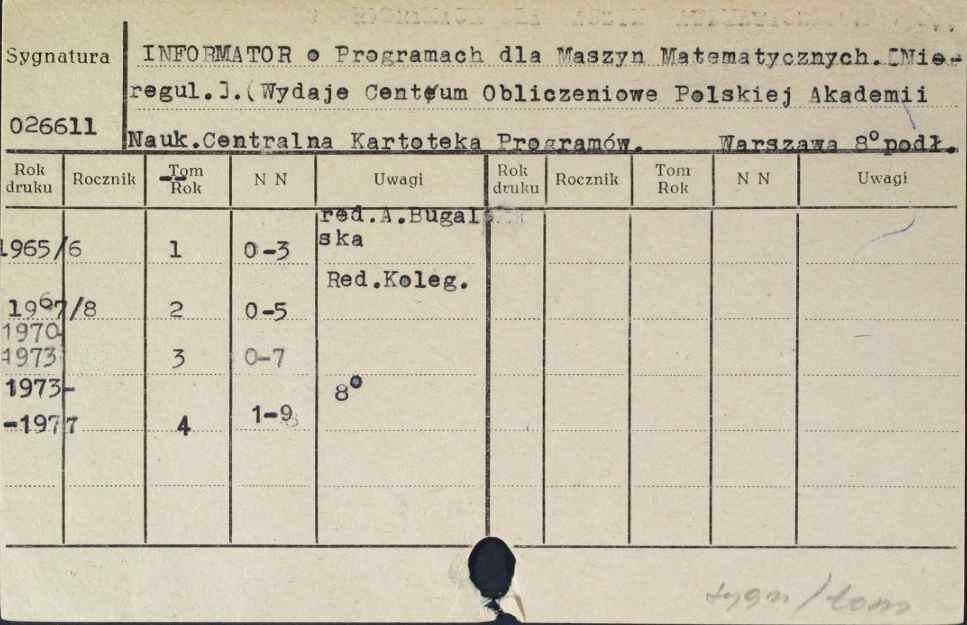 Sygnatura
026611
INFORMATOR o Programach dla Maszyn Matematycznych.[Nie-
regul.].(Wydaje Centrum Obliczeniowe Polskiej Akademii
Nauk.Centralna Kartoteka Programów. Warszawa 8°podł.
Rok druku Rocznik Tom Rok N N Uwagi Rok druku Rocznik Tom Rok N N Uwagi
red.A.Bugal
ska
1965/6 1 0-3
Red.Koleg.
1967/8 2 0-5
1970
1973 3 0-7
1973- 8°
-1977 4 1-9
sygn/tom